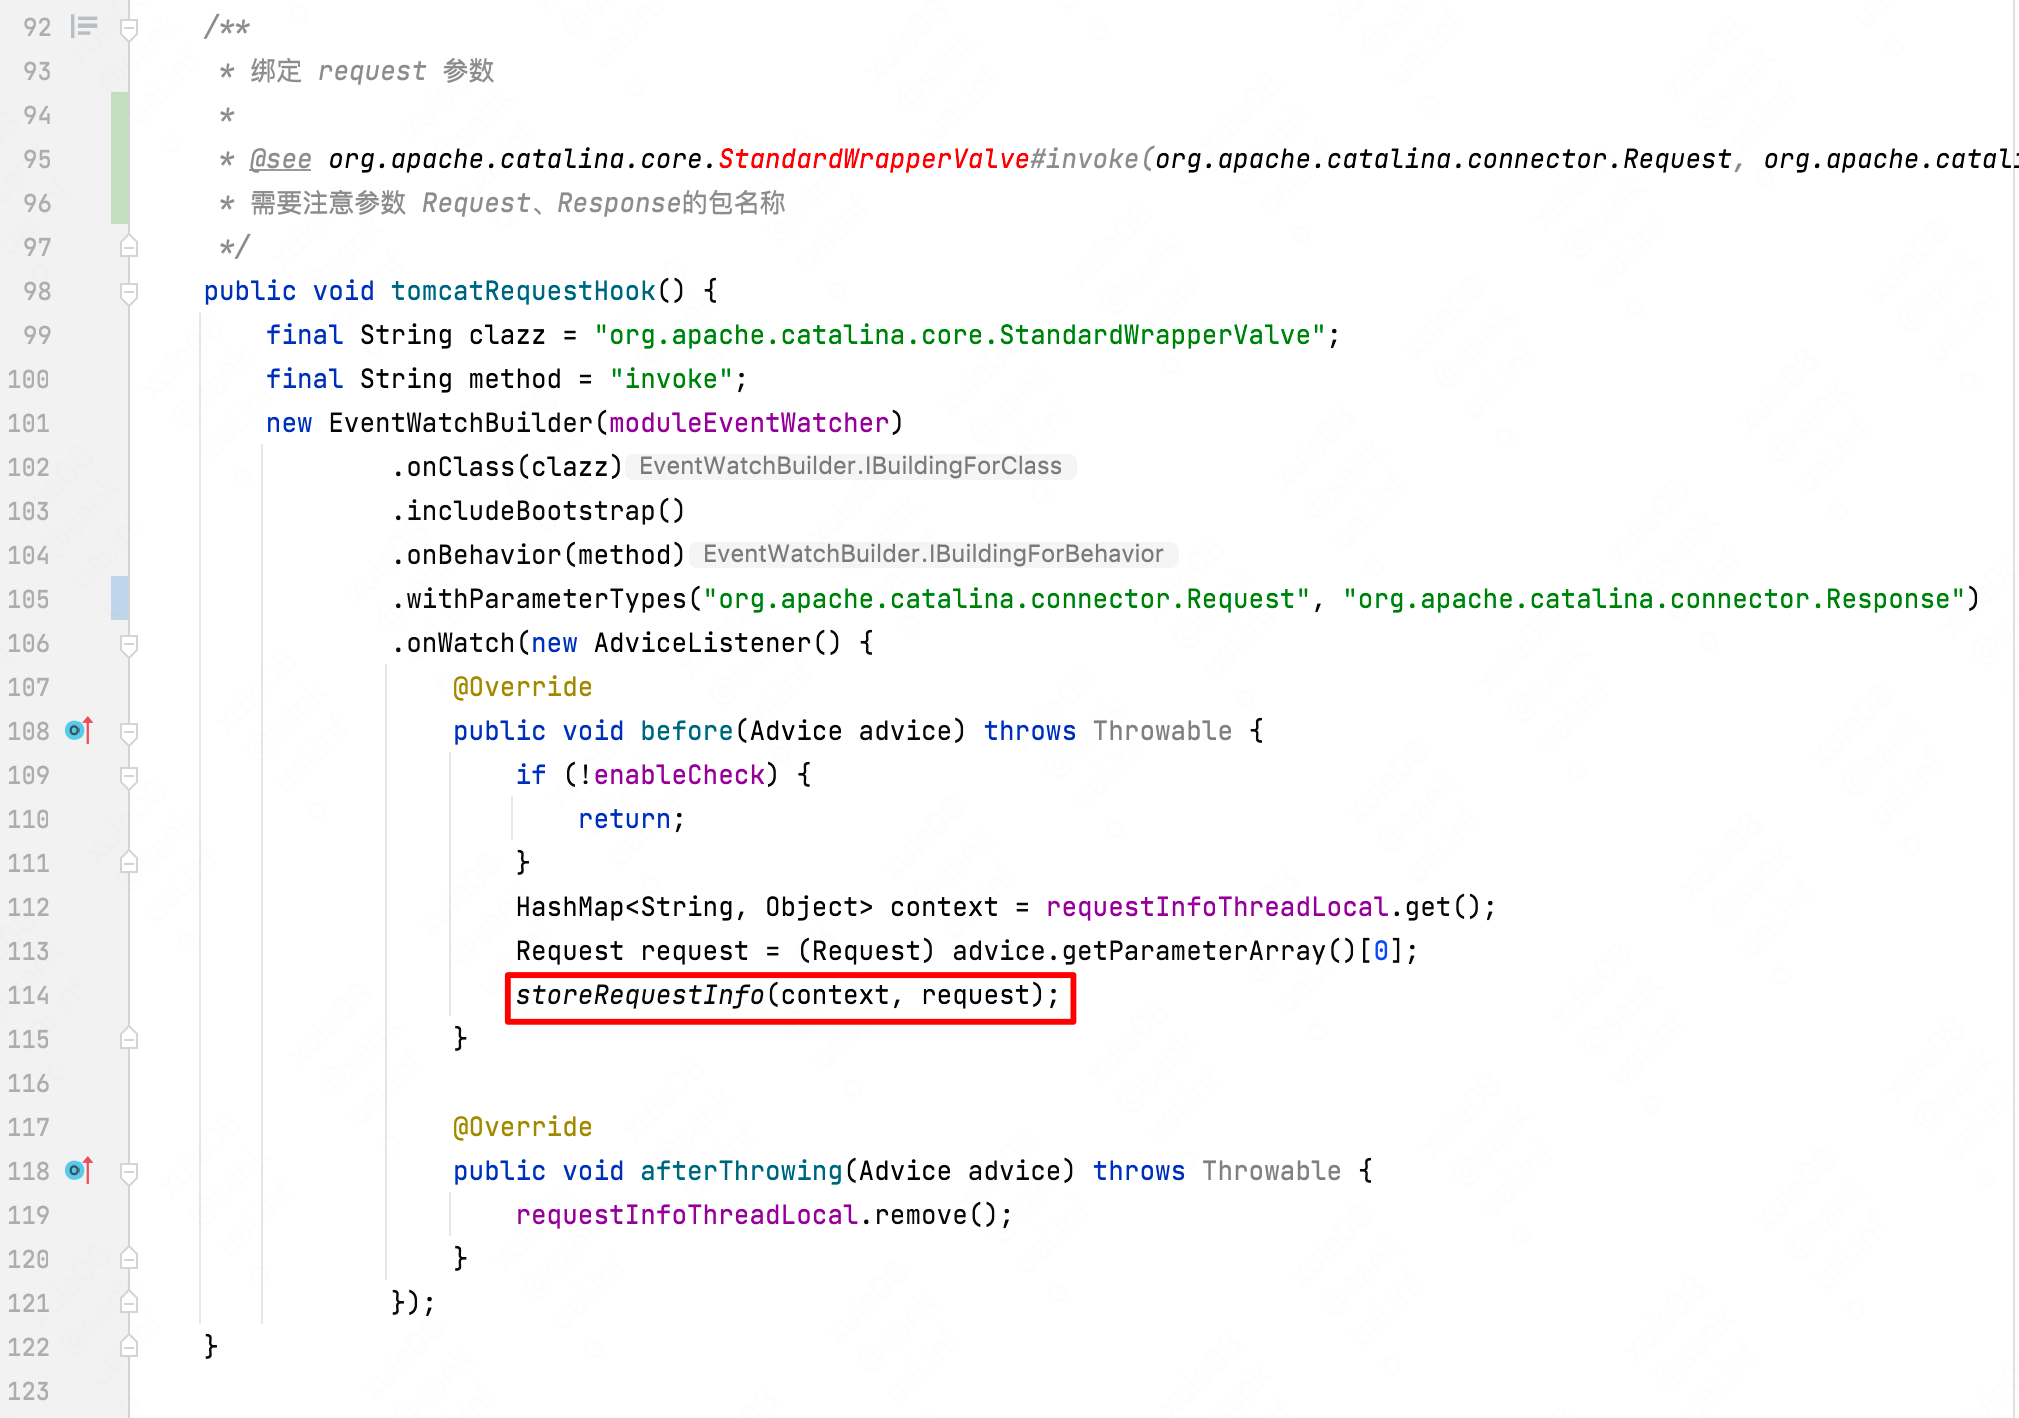 92 /**
93 * 绑定 request 参数
94 *
95 * @see org.apache.catalina.core.StandardWrapperValve#invoke(org.apache.catalina.connector.Request, org.apache.catali
96 * 需要注意参数 Request、Response的包名称
97 */
98 public void tomcatRequestHook() {
99 final String clazz = "org.apache.catalina.core.StandardWrapperValve";
100 final String method = "invoke";
101 new EventWatchBuilder(moduleEventWatcher)
102 .onClass(clazz) EventWatchBuilder.IBuildingForClass
103 .includeBootstrap()
104 .onBehavior(method) EventWatchBuilder.IBuildingForBehavior
105 .withParameterTypes("org.apache.catalina.connector.Request", "org.apache.catalina.connector.Response")
106 .onWatch(new AdviceListener() {
107 @Override
108 public void before(Advice advice) throws Throwable {
109 if (!enableCheck) {
110 return;
111 }
112 HashMap<String, Object> context = requestInfoThreadLocal.get();
113 Request request = (Request) advice.getParameterArray()[0];
114 storeRequestInfo(context, request);
115 }
116
117 @Override
118 public void afterThrowing(Advice advice) throws Throwable {
119 requestInfoThreadLocal.remove();
120 }
121 });
122 }
123